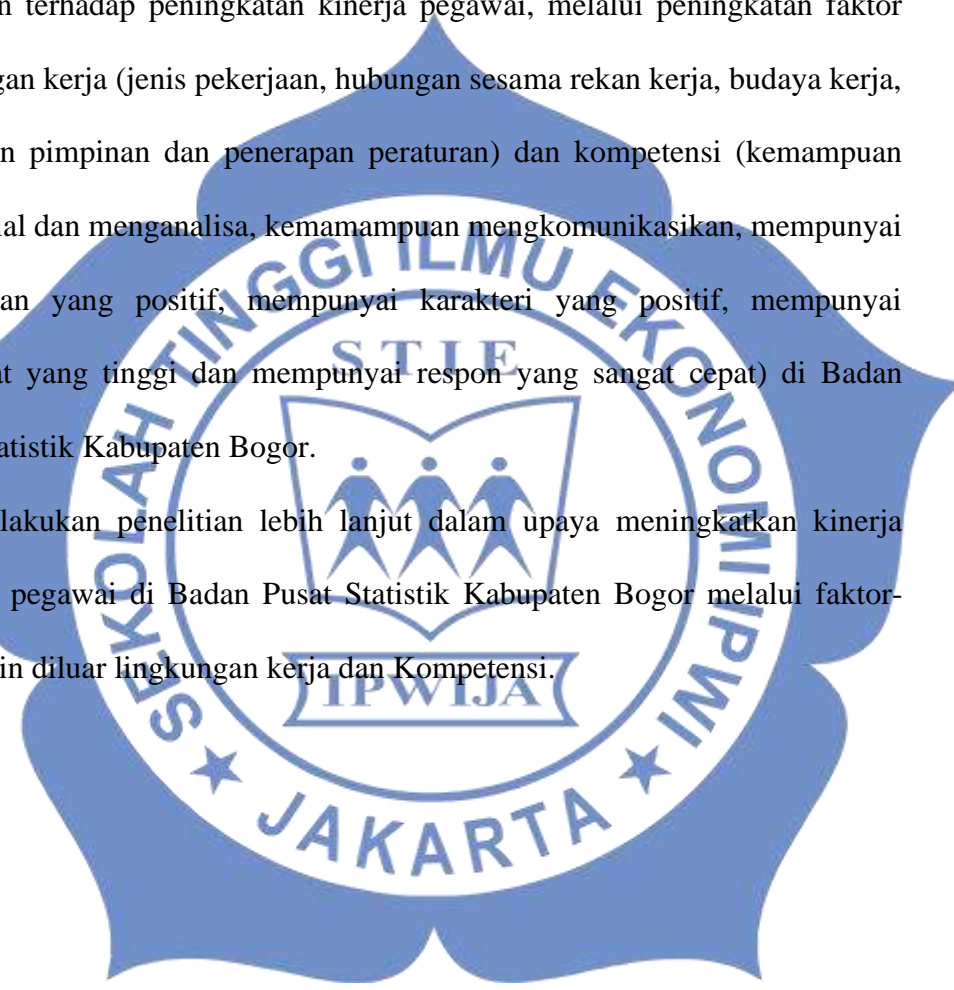 n terhadap peningkatan kinerja pegawai, melalui peningkatan faktor
gan kerja (jenis pekerjaan, hubungan sesama rekan kerja, budaya kerja,
n pimpinan dan penerapan peraturan) dan kompetensi (kemampuan
ial dan menganalisa, kemamampuan mengkomunikasikan, mempunyai
an yang positif, mempunyai karakteri yang positif, mempunyai
at yang tinggi dan mempunyai respon yang sangat cepat) di Badan
atistik Kabupaten Bogor.
lakukan penelitian lebih lanjut dalam upaya meningkatkan kinerja
pegawai di Badan Pusat Statistik Kabupaten Bogor melalui faktor-
in diluar lingkungan kerja dan Kompetensi.
SEKOLAH TINGGI ILMU EKONOMI IPWI
STIE
IPWIJA
★ JAKARTA ★